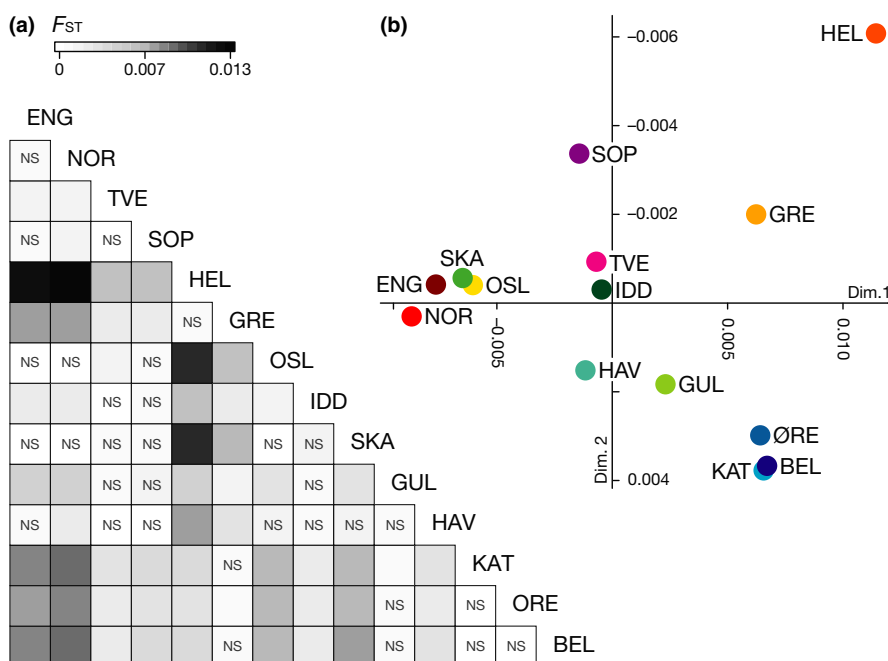 (a) FST
0 0.007 0.013
ENG
NS NOR
TVE
NS NS SOP
HEL
NS GRE
NS NS NS OSL
NS NS IDD
NS NS NS NS NS NS SKA
NS NS NS GUL
NS NS NS NS NS NS NS HAV
NS KAT
NS NS ORE
NS NS NS NS BEL
(b)
−0.006
HEL
−0.004
SOP
−0.002
GRE
SKA
TVE
ENG
OSL
IDD
Dim.1
NOR
−0.005
0.005
0.010
HAV
GUL
ØRE
Dim. 2
0.004
KAT
BEL